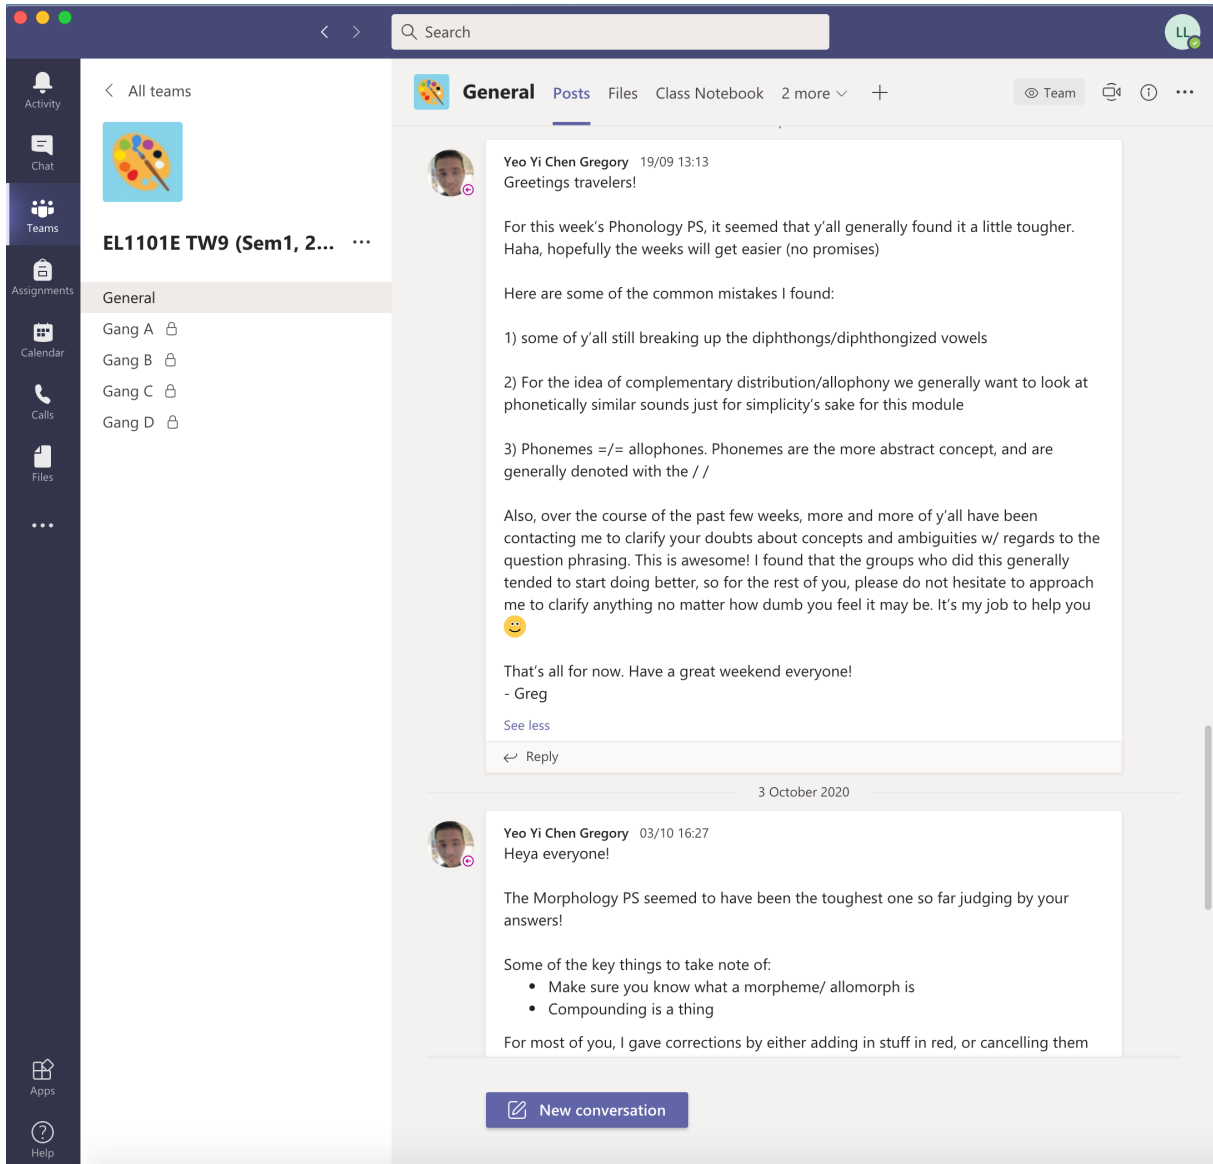 Search
LL
Activity
Chat
Teams
Assignments
Calendar
Calls
Files
Apps
Help
All teams
EL1101E TW9 (Sem1, 2...
General
Gang A
Gang B
Gang C
Gang D
General Posts Files Class Notebook 2 more
Team
Yeo Yi Chen Gregory 19/09 13:13
Greetings travelers!
For this week's Phonology PS, it seemed that y'all generally found it a little tougher.
Haha, hopefully the weeks will get easier (no promises)
Here are some of the common mistakes I found:
1) some of y'all still breaking up the diphthongs/diphthongized vowels
2) For the idea of complementary distribution/allophony we generally want to look at
phonetically similar sounds just for simplicity's sake for this module
3) Phonemes =/= allophones. Phonemes are the more abstract concept, and are
generally denoted with the / /
Also, over the course of the past few weeks, more and more of y'all have been
contacting me to clarify your doubts about concepts and ambiguities w/ regards to the
question phrasing. This is awesome! I found that the groups who did this generally
tended to start doing better, so for the rest of you, please do not hesitate to approach
me to clarify anything no matter how dumb you feel it may be. It's my job to help you
🙂
That's all for now. Have a great weekend everyone!
- Greg
See less
Reply
3 October 2020
Yeo Yi Chen Gregory 03/10 16:27
Heya everyone!
The Morphology PS seemed to have been the toughest one so far judging by your
answers!
Some of the key things to take note of:
• Make sure you know what a morpheme/ allomorph is
• Compounding is a thing
For most of you, I gave corrections by either adding in stuff in red, or cancelling them
New conversation